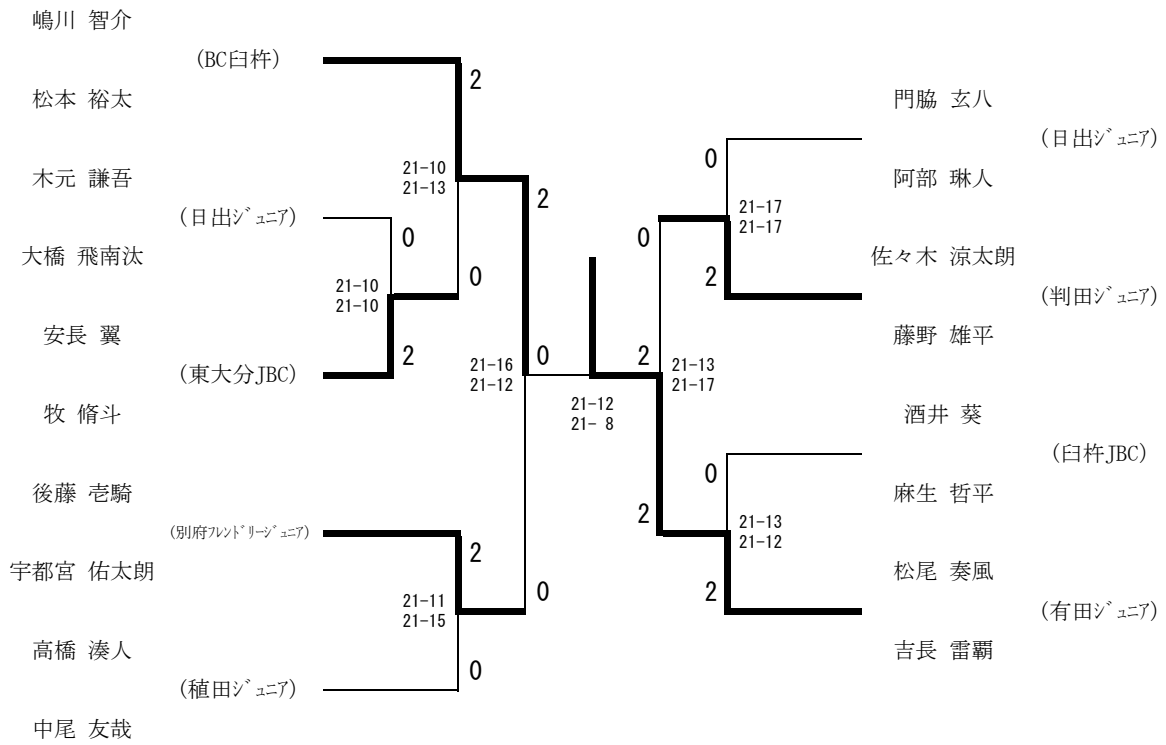 嶋川 智介
(BC臼杵)
松本 裕太
木元 謙吾
(日出ジュニア)
大橋 飛南汰
安長 翼
(東大分JBC)
牧 脩斗
後藤 壱騎
(別府フレンドリージュニア)
宇都宮 佑太朗
高橋 湊人
(稙田ジュニア)
中尾 友哉
2
21-10
21-13
0
0
21-10
21-10
2
2
21-16
21-12
0
2
21-11
21-15
0
0
21-12
21- 8
0
2
21-13
21-17
2
0
21-17
21-17
2
0
21-13
21-12
2
門脇 玄八
(日出ジュニア)
阿部 琳人
佐々木 涼太朗
(判田ジュニア)
藤野 雄平
酒井 葵
(臼杵JBC)
麻生 哲平
松尾 奏風
(有田ジュニア)
吉長 雷覇